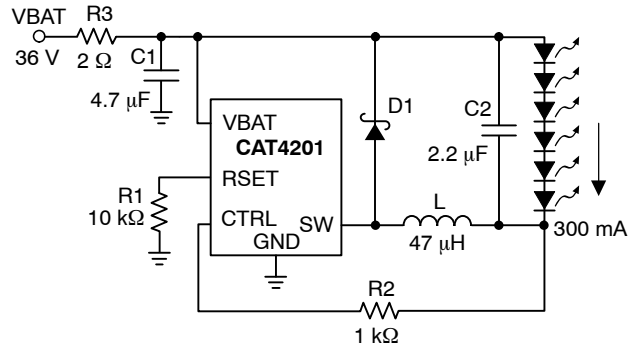 VBAT
R3
36 V
2 Ω
C1
4.7 μF
D1
C2
2.2 μF
VBAT
CAT4201
RSET
CTRL
SW
GND
R1
10 kΩ
L
47 μH
300 mA
R2
1 kΩ